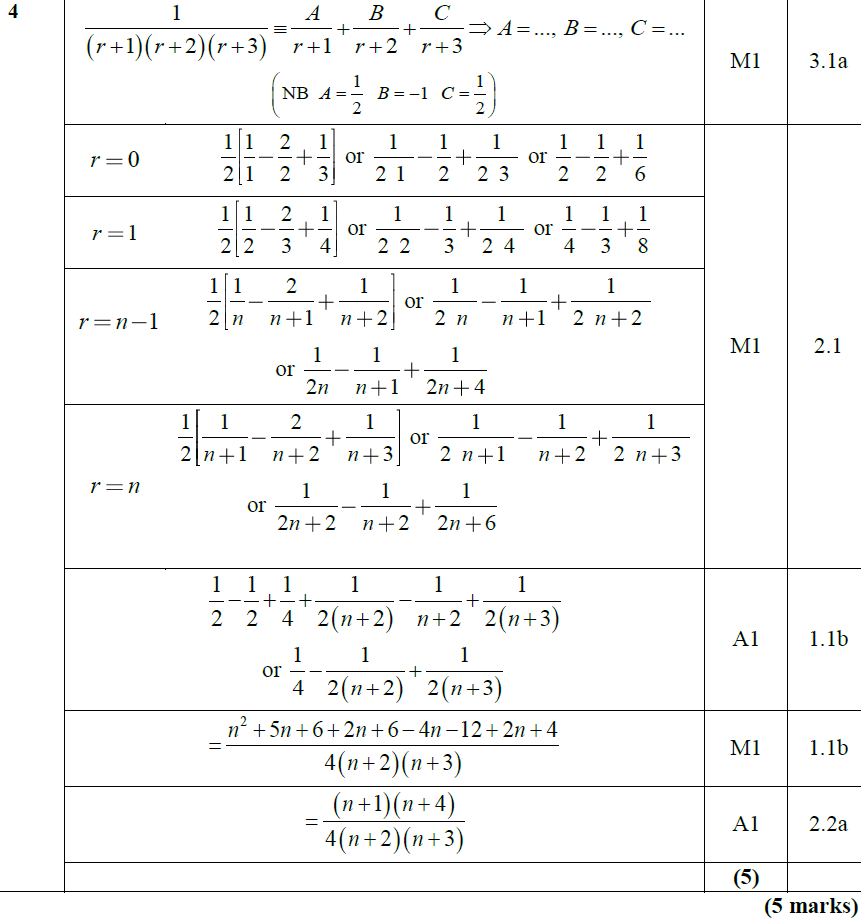 4
1/((r+1)(r+2)(r+3)) ≡ A/(r+1) + B/(r+2) + C/(r+3) ⇒ A = ..., B = ..., C = ...
(NB A = 1/2 B = −1 C = 1/2)
M1 3.1a
r = 0 1/2[1/1 − 2/2 + 1/3] or 1/(2 1) − 1/2 + 1/(2 3) or 1/2 − 1/2 + 1/6
r = 1 1/2[1/2 − 2/3 + 1/4] or 1/(2 2) − 1/3 + 1/(2 4) or 1/4 − 1/3 + 1/8
r = n−1 1/2[1/n − 2/(n+1) + 1/(n+2)] or 1/(2 n) − 1/(n+1) + 1/(2 n+2)
or 1/(2n) − 1/(n+1) + 1/(2n+4)
M1 2.1
r = n 1/2[1/(n+1) − 2/(n+2) + 1/(n+3)] or 1/(2 n+1) − 1/(n+2) + 1/(2 n+3)
or 1/(2n+2) − 1/(n+2) + 1/(2n+6)
1/2 − 1/2 + 1/4 + 1/(2(n+2)) − 1/(n+2) + 1/(2(n+3))
or 1/4 − 1/(2(n+2)) + 1/(2(n+3))
A1 1.1b
= (n²+5n+6+2n+6−4n−12+2n+4)/(4(n+2)(n+3))
M1 1.1b
= ((n+1)(n+4))/(4(n+2)(n+3))
A1 2.2a
(5)
(5 marks)